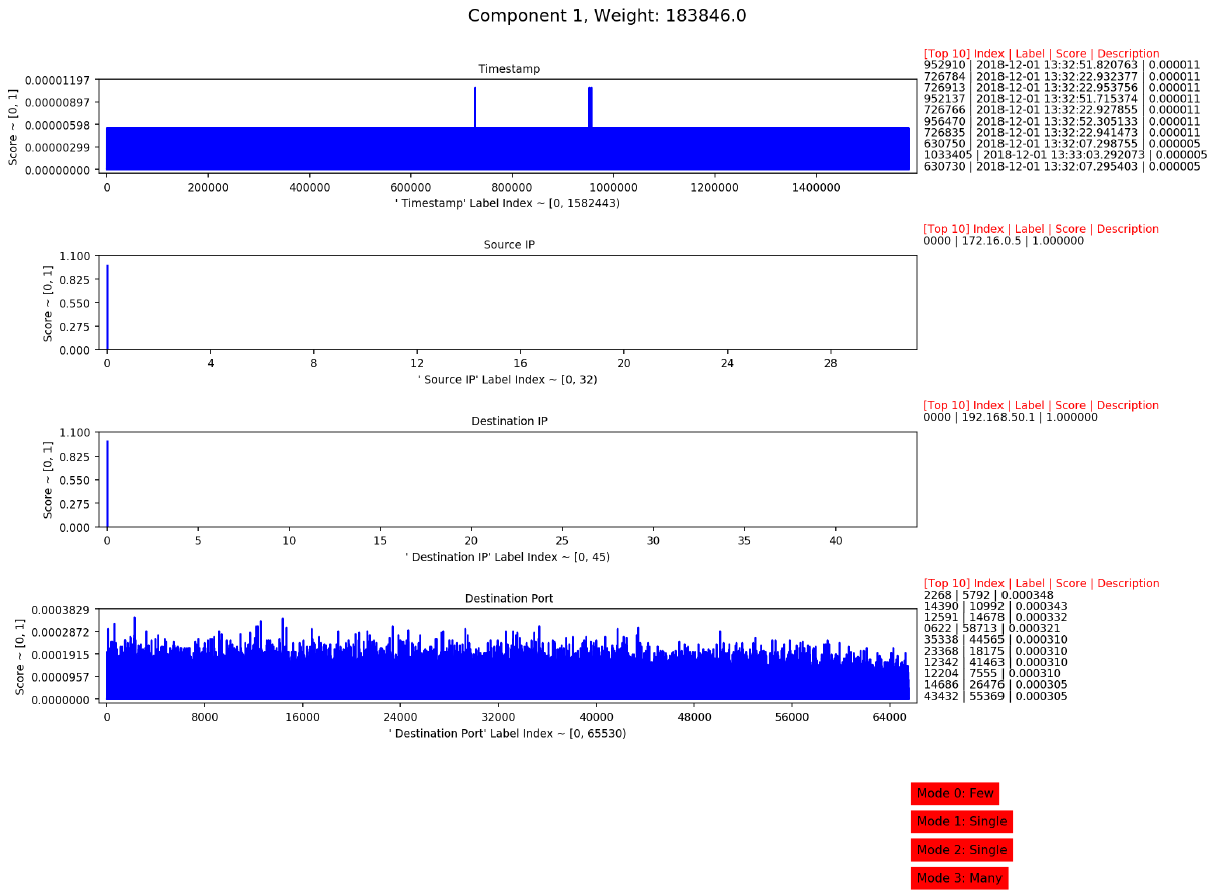 Component 1, Weight: 183846.0
Timestamp
Score ~ [0, 1]
0.00001197
0.00000897
0.00000598
0.00000299
0.00000000
0 200000 400000 600000 800000 1000000 1200000 1400000
' Timestamp' Label Index ~ [0, 1582443)
[Top 10] Index | Label | Score | Description
952910 | 2018-12-01 13:32:51.820763 | 0.000011
726784 | 2018-12-01 13:32:22.932377 | 0.000011
726913 | 2018-12-01 13:32:22.953756 | 0.000011
952137 | 2018-12-01 13:32:51.715374 | 0.000011
726766 | 2018-12-01 13:32:22.927855 | 0.000011
956470 | 2018-12-01 13:32:52.305133 | 0.000011
726835 | 2018-12-01 13:32:22.941473 | 0.000011
630750 | 2018-12-01 13:32:07.298755 | 0.000005
1033405 | 2018-12-01 13:33:03.292073 | 0.000005
630730 | 2018-12-01 13:32:07.295403 | 0.000005
Source IP
Score ~ [0, 1]
1.100
0.825
0.550
0.275
0.000
0 4 8 12 16 20 24 28
' Source IP' Label Index ~ [0, 32)
[Top 10] Index | Label | Score | Description
0000 | 172.16.0.5 | 1.000000
Destination IP
Score ~ [0, 1]
1.100
0.825
0.550
0.275
0.000
0 5 10 15 20 25 30 35 40
' Destination IP' Label Index ~ [0, 45)
[Top 10] Index | Label | Score | Description
0000 | 192.168.50.1 | 1.000000
Destination Port
Score ~ [0, 1]
0.0003829
0.0002872
0.0001915
0.0000957
0.0000000
0 8000 16000 24000 32000 40000 48000 56000 64000
' Destination Port' Label Index ~ [0, 65530)
[Top 10] Index | Label | Score | Description
2268 | 5792 | 0.000348
14390 | 10992 | 0.000343
12591 | 14678 | 0.000332
0622 | 58713 | 0.000321
35338 | 44565 | 0.000310
23368 | 18175 | 0.000310
12342 | 41463 | 0.000310
12204 | 7555 | 0.000310
14686 | 26476 | 0.000305
43432 | 55369 | 0.000305
Mode 0: Few
Mode 1: Single
Mode 2: Single
Mode 3: Many